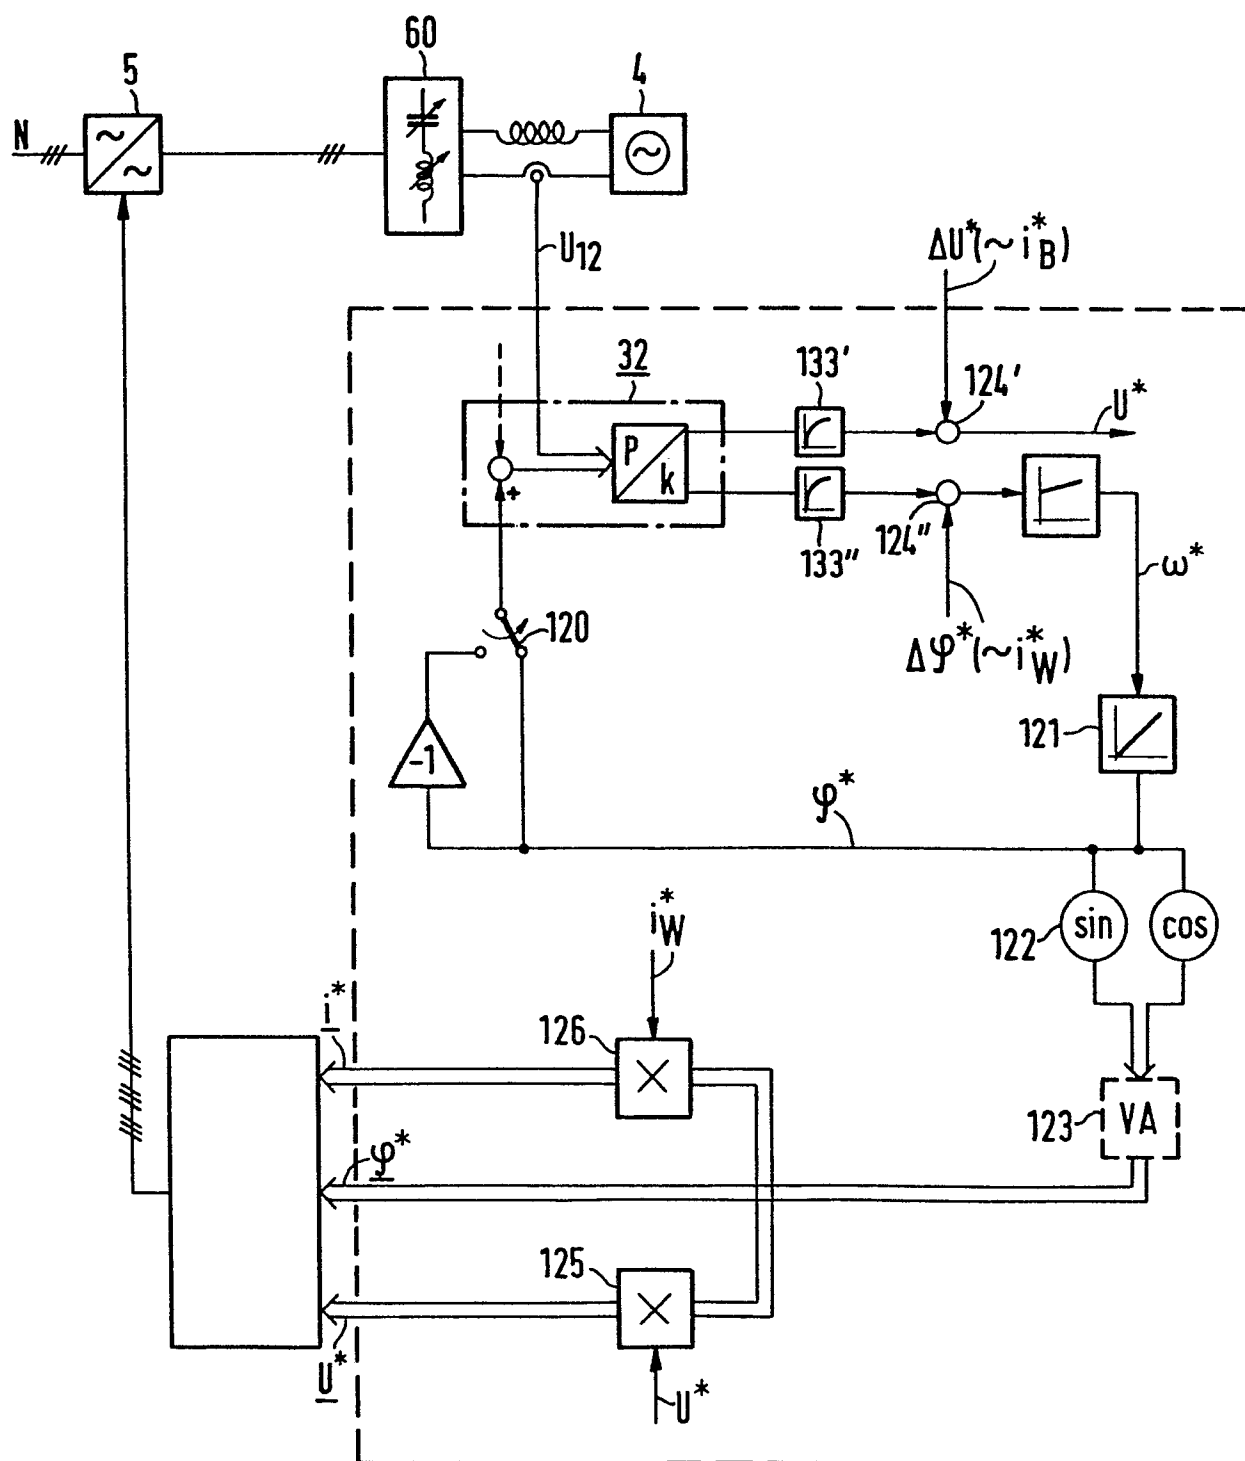 60
5
4
N
~
~
~
U12
ΔU*(~i*B)
32
133'
124'
U*
P
k
+
124"
133"
ω*
120
Δφ*(~i*W)
121
-1
φ*
i*W
sin
cos
122
i*
126
×
VA
123
φ*
125
×
U*
U*